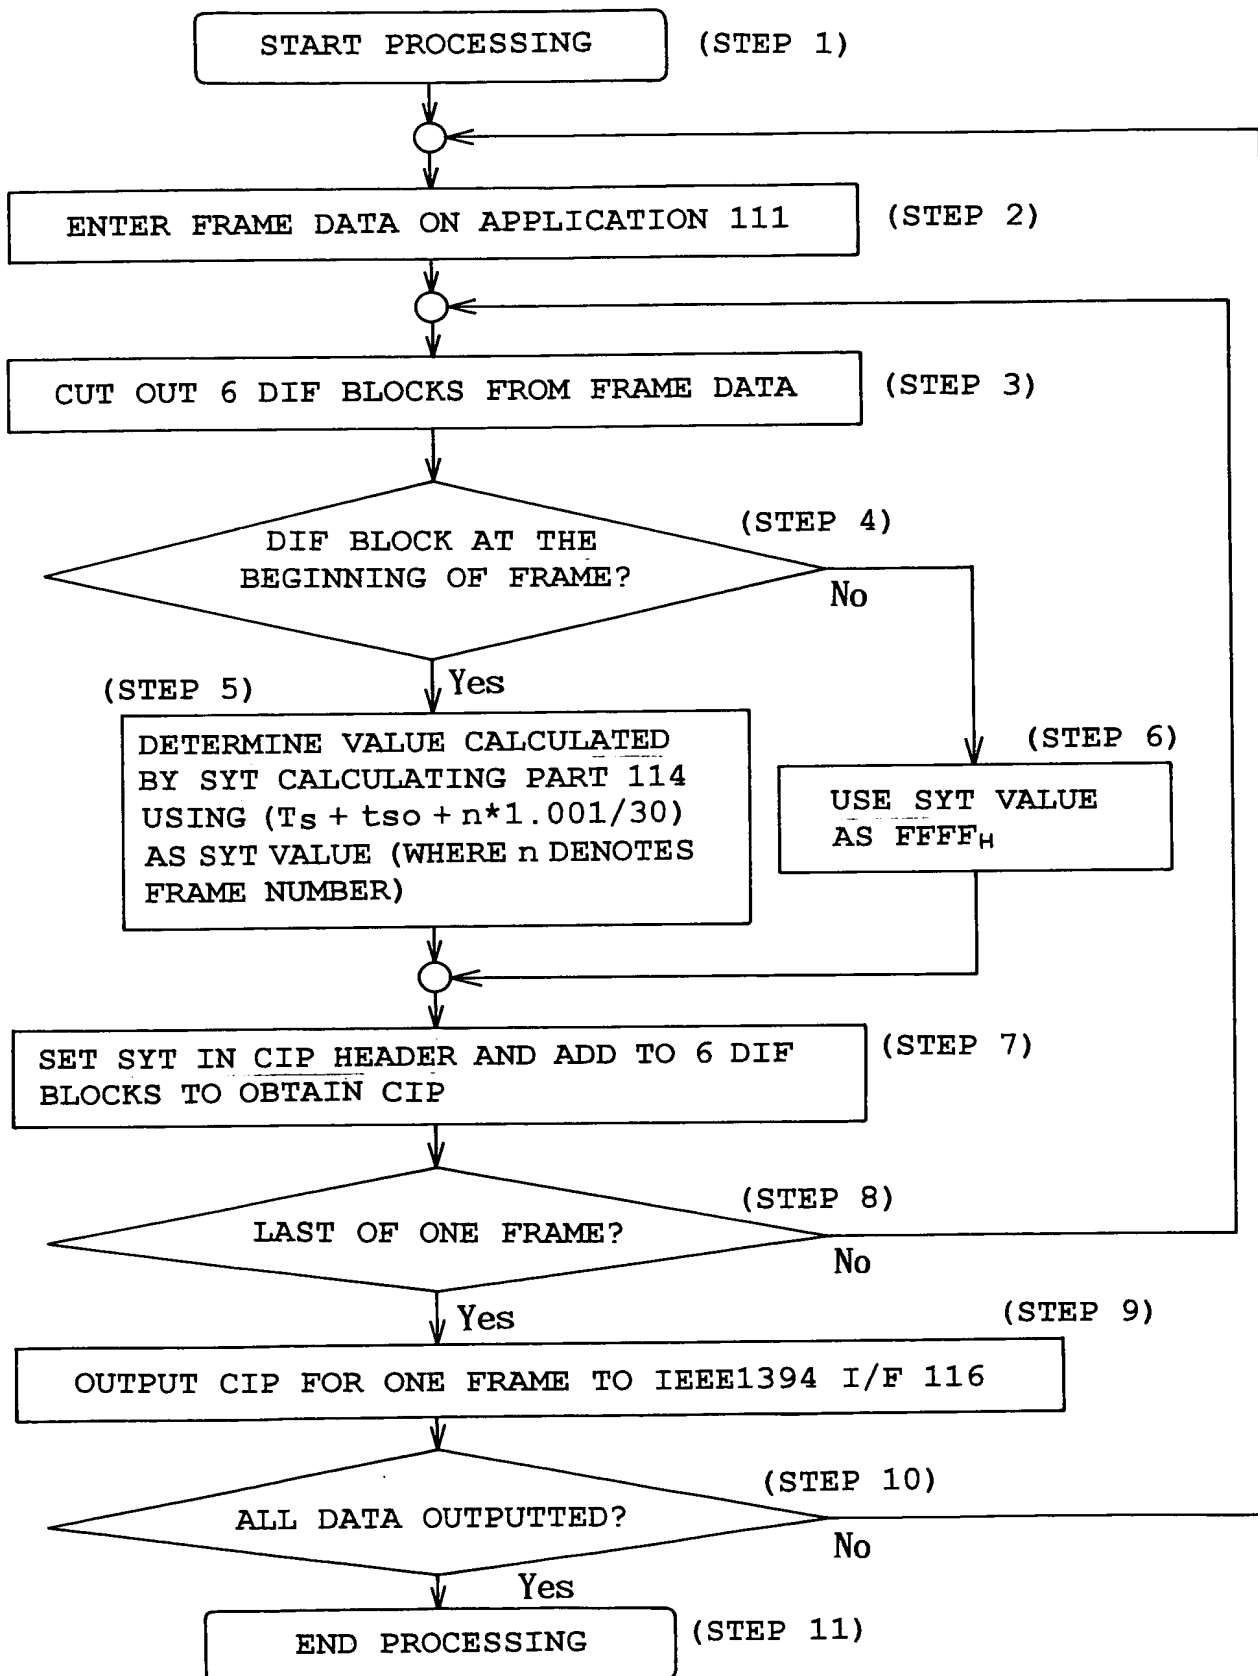 START PROCESSING (STEP 1)
ENTER FRAME DATA ON APPLICATION 111 (STEP 2)
CUT OUT 6 DIF BLOCKS FROM FRAME DATA (STEP 3)
(STEP 4)
DIF BLOCK AT THE
BEGINNING OF FRAME?
No
Yes
(STEP 5)
DETERMINE VALUE CALCULATED
BY SYT CALCULATING PART 114
USING (Ts + tso + n*1.001/30)
AS SYT VALUE (WHERE n DENOTES
FRAME NUMBER)
(STEP 6)
USE SYT VALUE
AS FFFFH
SET SYT IN CIP HEADER AND ADD TO 6 DIF
BLOCKS TO OBTAIN CIP
(STEP 7)
(STEP 8)
LAST OF ONE FRAME?
No
Yes
(STEP 9)
OUTPUT CIP FOR ONE FRAME TO IEEE1394 I/F 116
(STEP 10)
ALL DATA OUTPUTTED?
No
Yes
END PROCESSING (STEP 11)